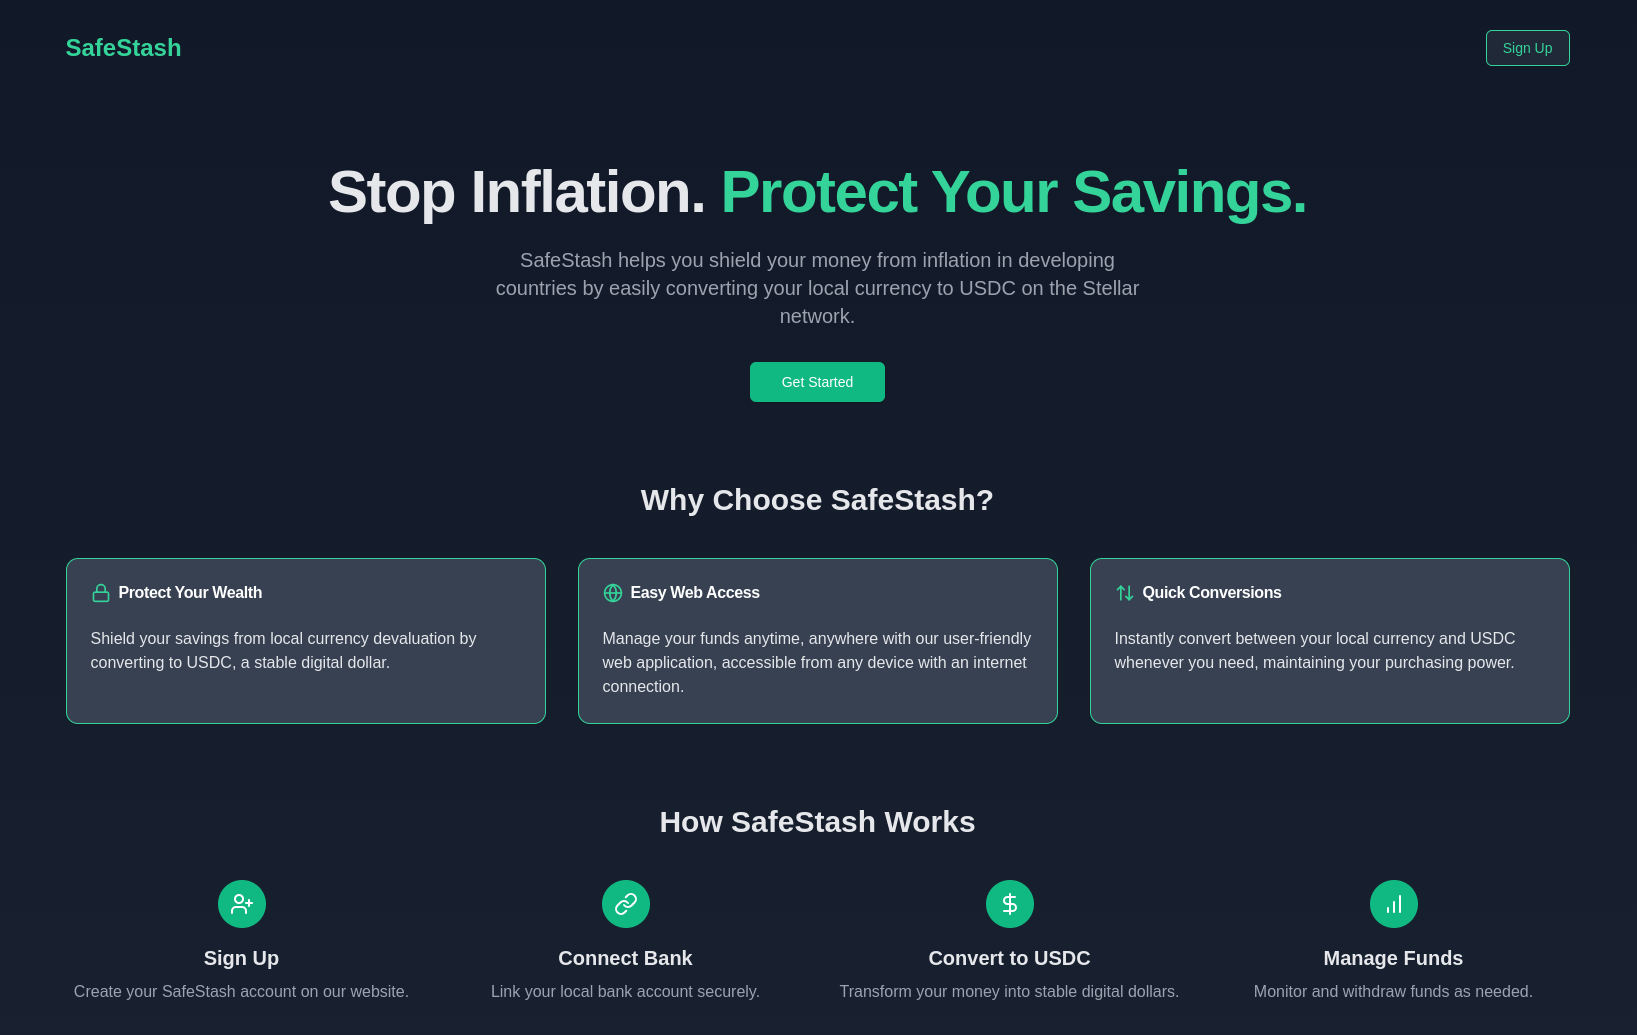 SafeStash
Sign Up
Stop Inflation. Protect Your Savings.
SafeStash helps you shield your money from inflation in developing
countries by easily converting your local currency to USDC on the Stellar
network.
Get Started
Why Choose SafeStash?
Protect Your Wealth
Shield your savings from local currency devaluation by
converting to USDC, a stable digital dollar.
Easy Web Access
Manage your funds anytime, anywhere with our user-friendly
web application, accessible from any device with an internet
connection.
Quick Conversions
Instantly convert between your local currency and USDC
whenever you need, maintaining your purchasing power.
How SafeStash Works
Sign Up
Create your SafeStash account on our website.
Connect Bank
Link your local bank account securely.
Convert to USDC
Transform your money into stable digital dollars.
Manage Funds
Monitor and withdraw funds as needed.